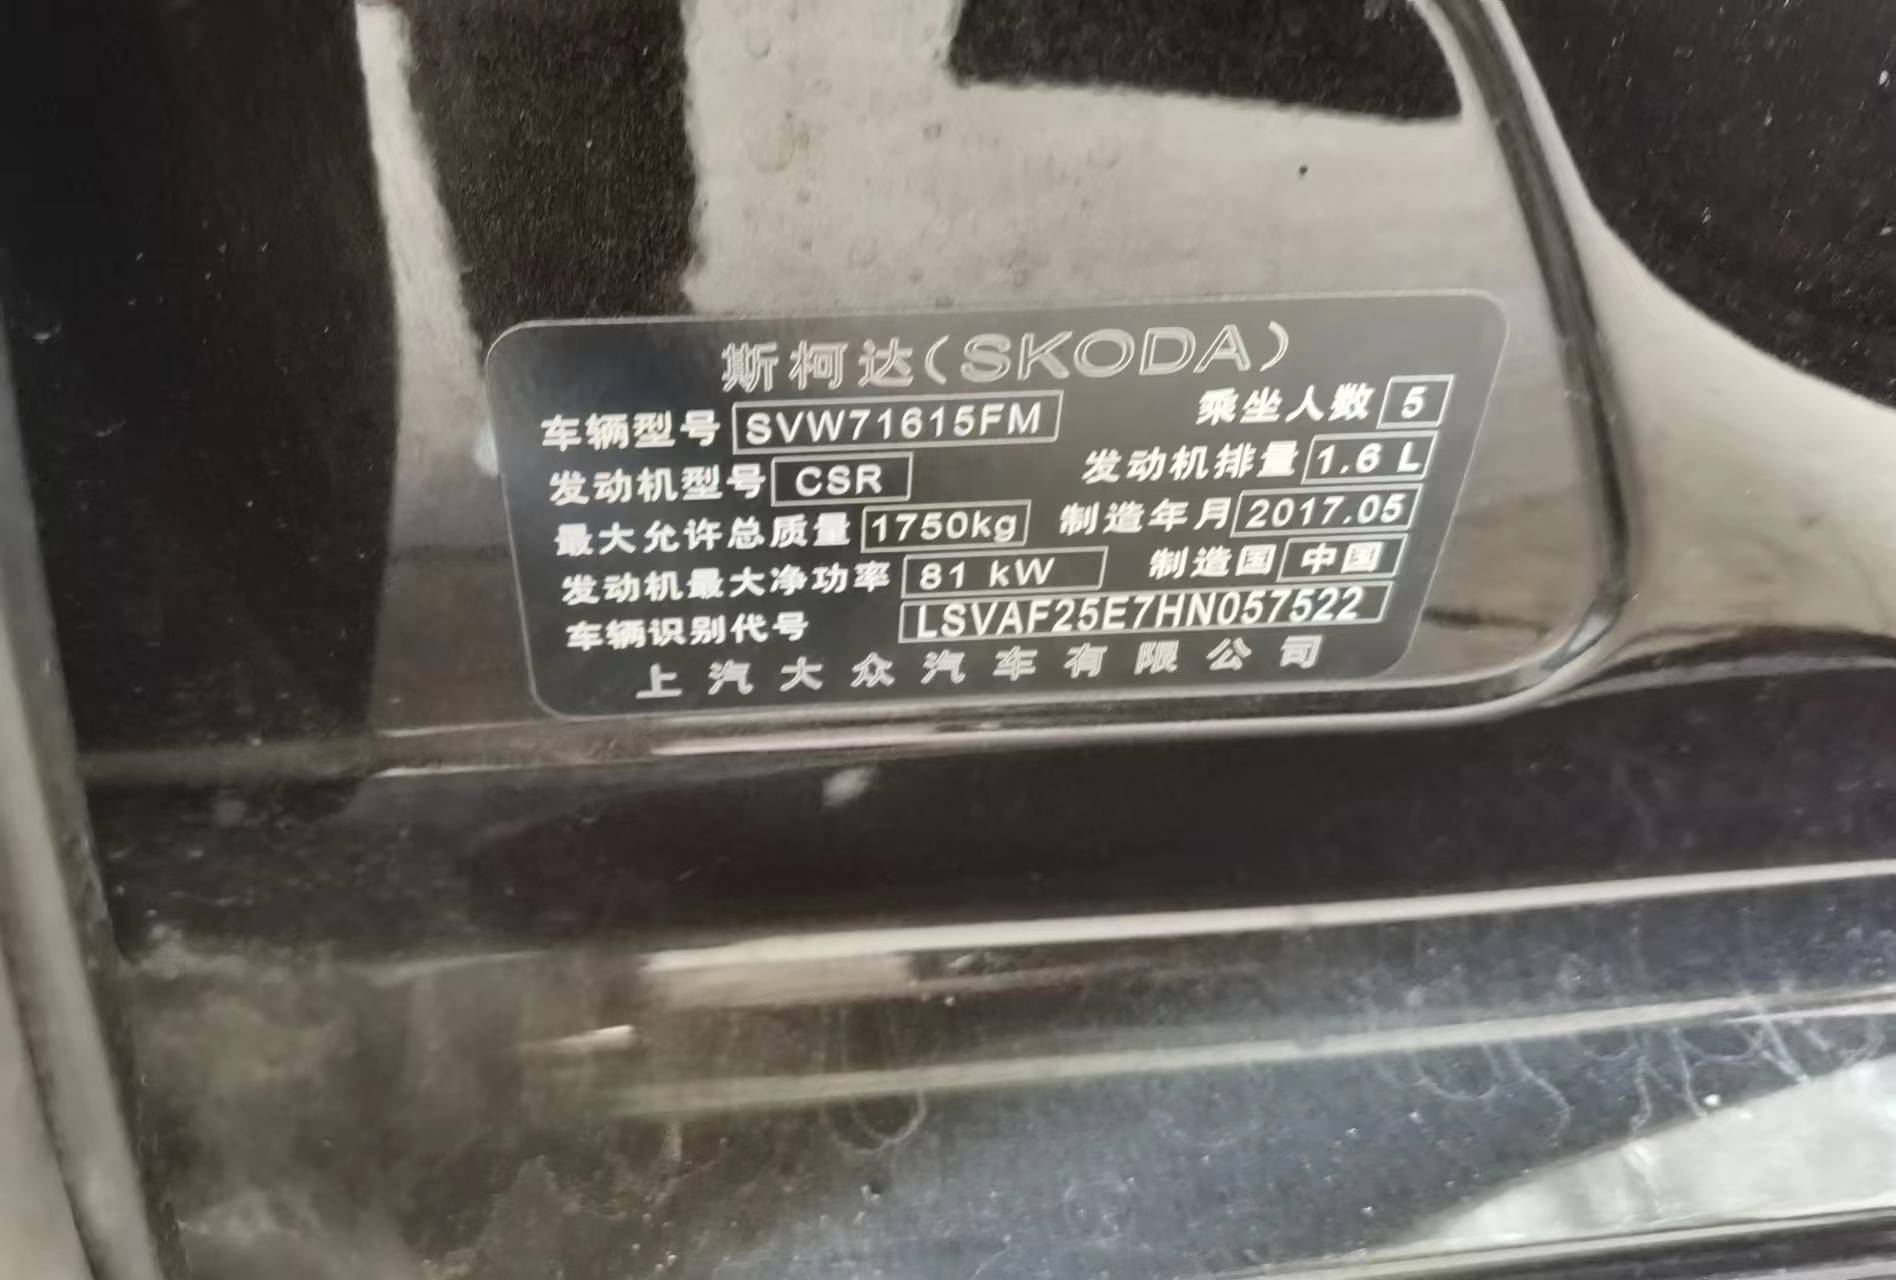 斯柯达(SKODA)
车辆型号 SVW71615FM 乘坐人数 5
发动机型号 CSR 发动机排量 1.6 L
最大允许总质量 1750kg 制造年月 2017.05
发动机最大净功率 81 kW 制造国 中国
车辆识别代号 LSVAF25E7HN057522
上汽大众汽车有限公司